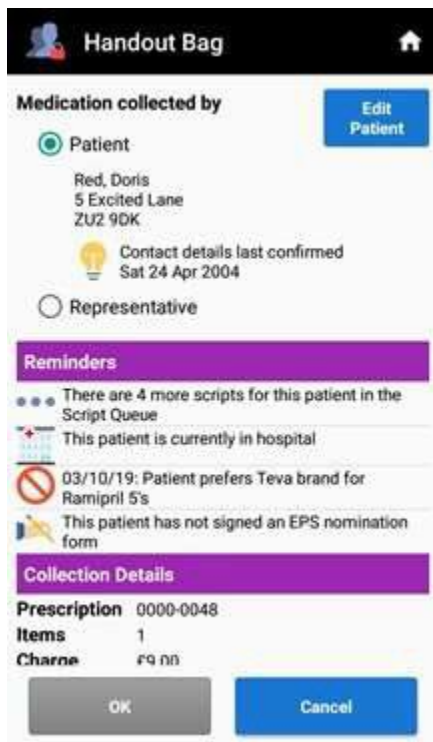 Handout Bag
Medication collected by
Edit
Patient
Patient
Red, Doris
5 Excited Lane
ZU2 9DK
Contact details last confirmed
Sat 24 Apr 2004
Representative
Reminders
There are 4 more scripts for this patient in the
Script Queue
This patient is currently in hospital
03/10/19: Patient prefers Teva brand for
Ramipril 5's
This patient has not signed an EPS nomination
form
Collection Details
Prescription 0000-0048
Items 1
Charge £9.00
OK
Cancel